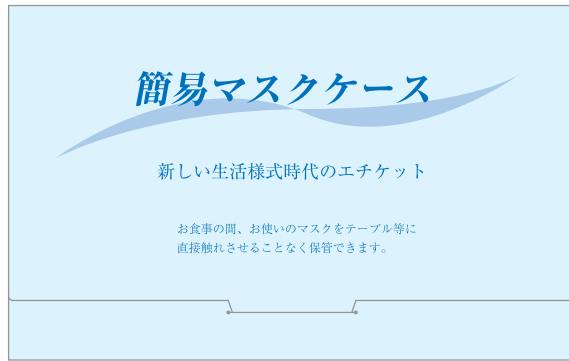 簡易マスクケース
新しい生活様式時代のエチケット
お食事の間、お使いのマスクをテーブル等に
直接触れさせることなく保管できます。